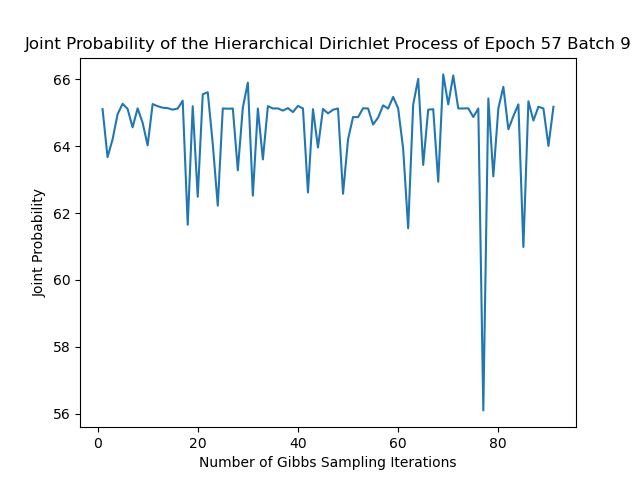 Joint Probability of the Hierarchical Dirichlet Process of Epoch 57 Batch 9
66
64
62
60
58
56
Joint Probability
0 20 40 60 80
Number of Gibbs Sampling Iterations